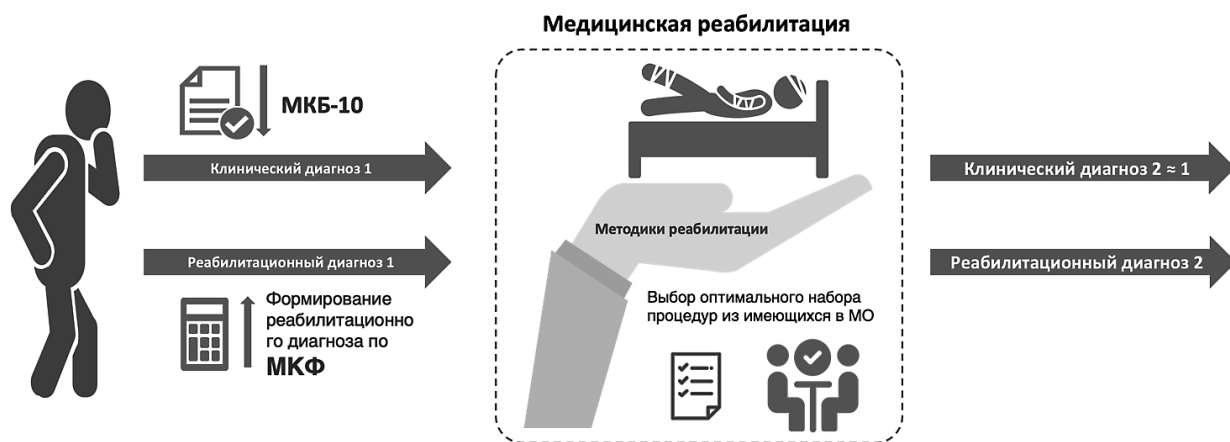 Медицинская реабилитация
МКБ-10
Клинический диагноз 1
Реабилитационный диагноз 1
Формирование
реабилитационно
го диагноза по
МКФ
Методики реабилитации
Выбор оптимального набора
процедур из имеющихся в МО
Клинический диагноз 2 ≈ 1
Реабилитационный диагноз 2